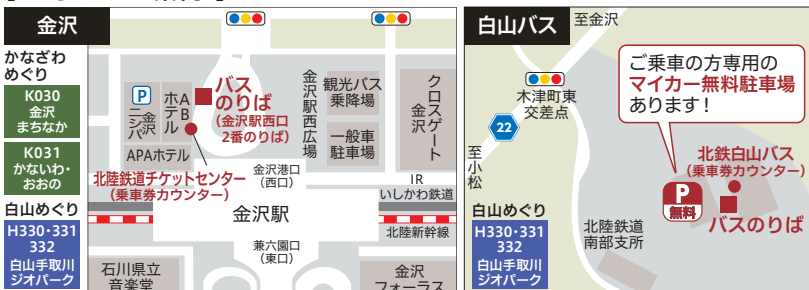 金沢
かなざわ
めぐり
K030
金沢
まちなか
K031
かないわ・
おおの
白山めぐり
H330・331
332
白山手取川
ジオパーク
P
金沢
ニシパ
ABホテル
APAホテル
バス
のりば
(金沢駅西口
2番のりば)
北陸鉄道チケットセンター
(乗車券カウンター)
金沢駅西広場
観光バス
乗降場
一般車
駐車場
クロスゲート
金沢
金沢港口
(西口)
IR
いしかわ鉄道
金沢駅
北陸新幹線
兼六園口
(東口)
石川県立
音楽堂
金沢
フォーラス
白山バス
至金沢
木津町東
交差点
22
至小松
ご乗車の方専用の
マイカー無料駐車場
あります！
北鉄白山バス
(乗車券カウンター)
P
無料
バスのりば
北陸鉄道
南部支所
白山めぐり
H330・331
332
白山手取川
ジオパーク